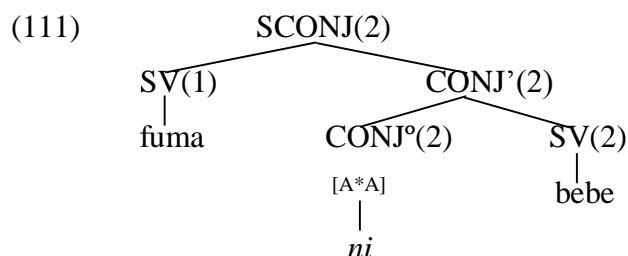 (111) SCONJ(2)
SV(1) CONJ’(2)
fuma CONJº(2) SV(2)
[A*A] bebe
ni